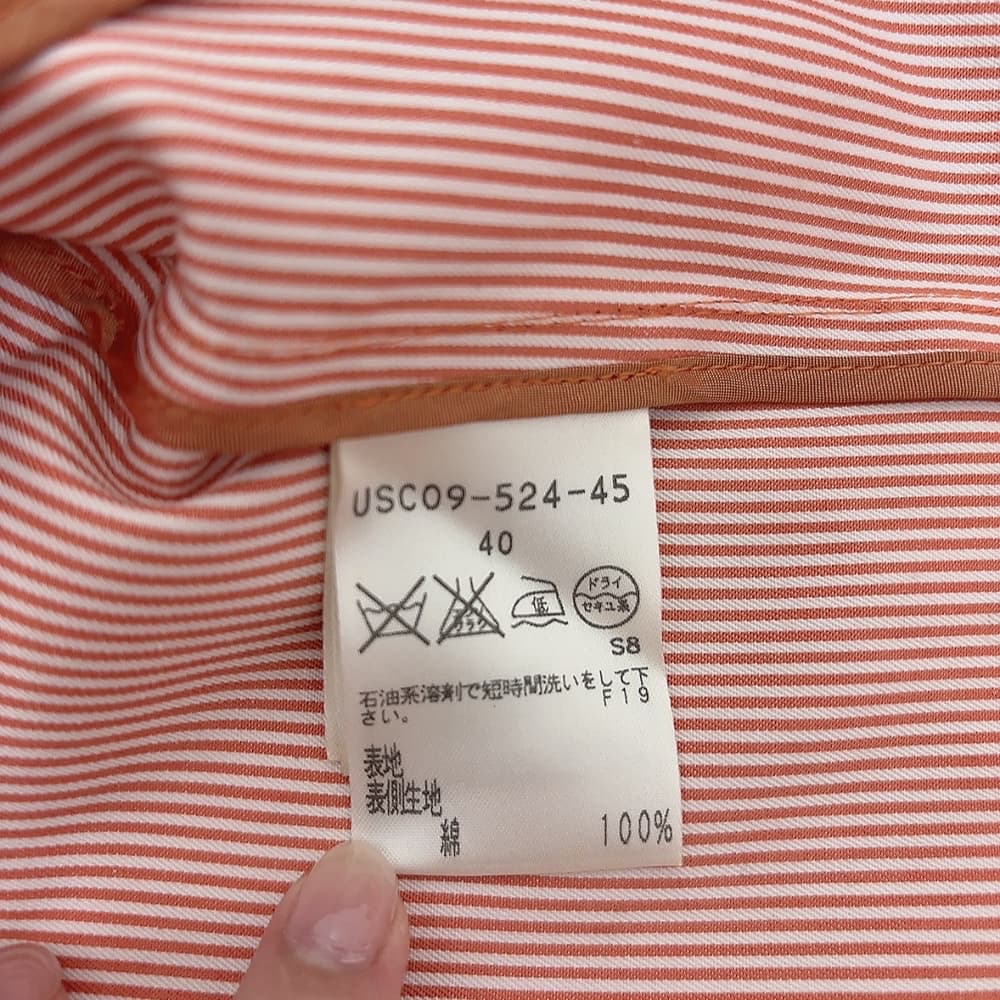 USC09-524-45
40
低
ドライ
セキユ系
S8
石油系溶剤で短時間洗いをして下
さい。
F19
表地
表側生地
綿 100%